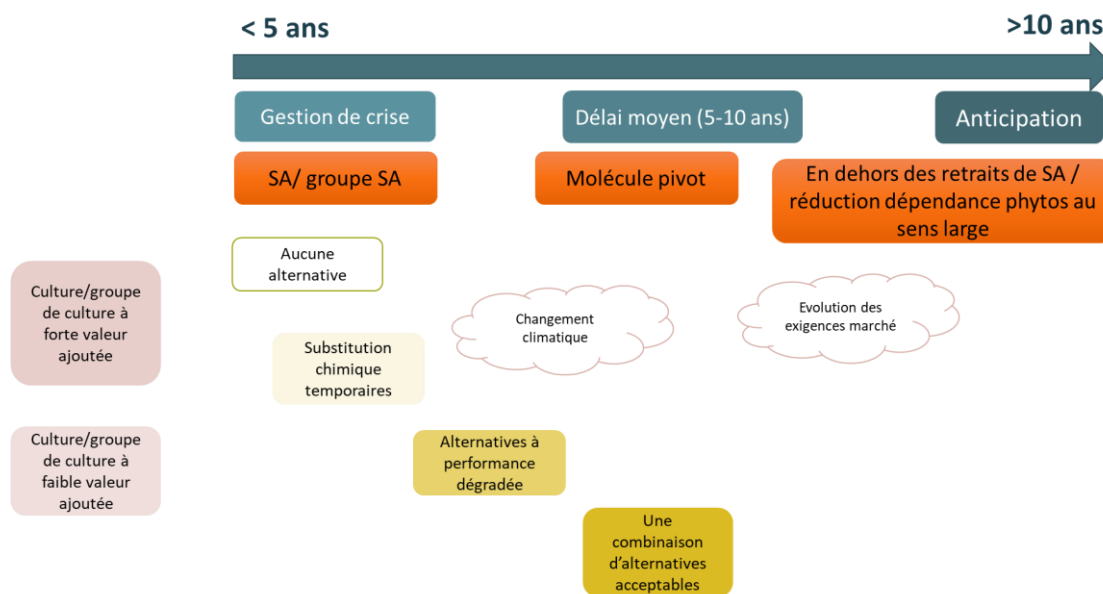 < 5 ans
>10 ans
Gestion de crise
Délai moyen (5-10 ans)
Anticipation
SA/ groupe SA
Molécule pivot
En dehors des retraits de SA /
réduction dépendance phytos au
sens large
Aucune
alternative
Culture/groupe
de culture à
forte valeur
ajoutée
Changement
climatique
Evolution des
exigences marché
Substitution
chimique
temporaires
Culture/groupe
de culture à
faible valeur
ajoutée
Alternatives à
performance
dégradée
Une
combinaison
d'alternatives
acceptables